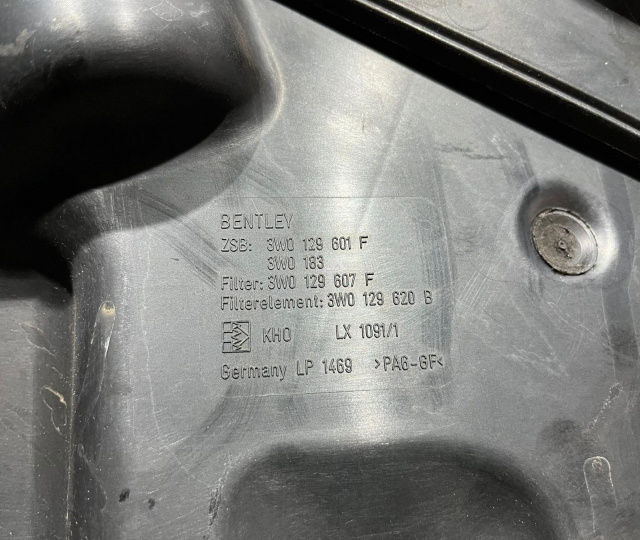 BENTLEY
ZSB: 3W0 129 601 F
3W0 183
Filter: 3W0 129 607 F
Filterelement: 3W0 129 620 B
KHO LX 1091/1
Germany LP 1469 >PA6-GF<